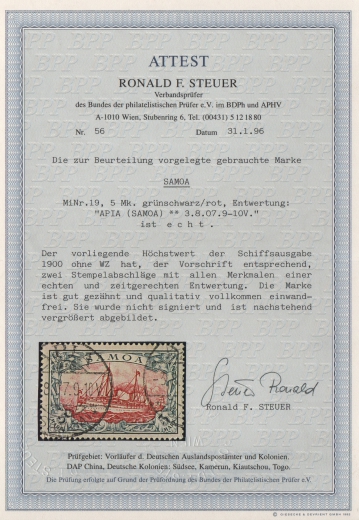 ATTEST
RONALD F. STEUER
Verbandsprüfer
des Bundes der philatelistischen Prüfer e.V. im BDPh und APHV
A-1010 Wien, Stubenring 6, Tel. (00431) 5 12 18 80
Nr. 56 Datum 31.1.96
Die zur Beurteilung vorgelegte gebrauchte Marke
SAMOA
MiNr.19, 5 Mk. grünschwarz/rot, Entwertung:
"APIA (SAMOA) ** 3.8.07.9-10V."
ist echt.
Der vorliegende Höchstwert der Schiffsausgabe
1900 ohne WZ hat, der Vorschrift entsprechend,
zwei Stempelabschläge mit allen Merkmalen einer
echten und zeitgerechten Entwertung. Die Marke
ist gut gezähnt und qualitativ vollkommen einwand-
frei. Sie wurde nicht signiert und ist nachstehend
vergrößert abgebildet.
SAMOA
Steuer Ronald
Ronald F. STEUER
Prüfgebiet: Vorläufer d. Deutschen Auslandspostämter und Kolonien.
DAP China, Deutsche Kolonien: Südsee, Kamerun, Kiautschou, Togo.
Die Prüfung erfolgte auf Grund der Prüfordnung des Bundes der Philatelistischen Prüfer e.V.